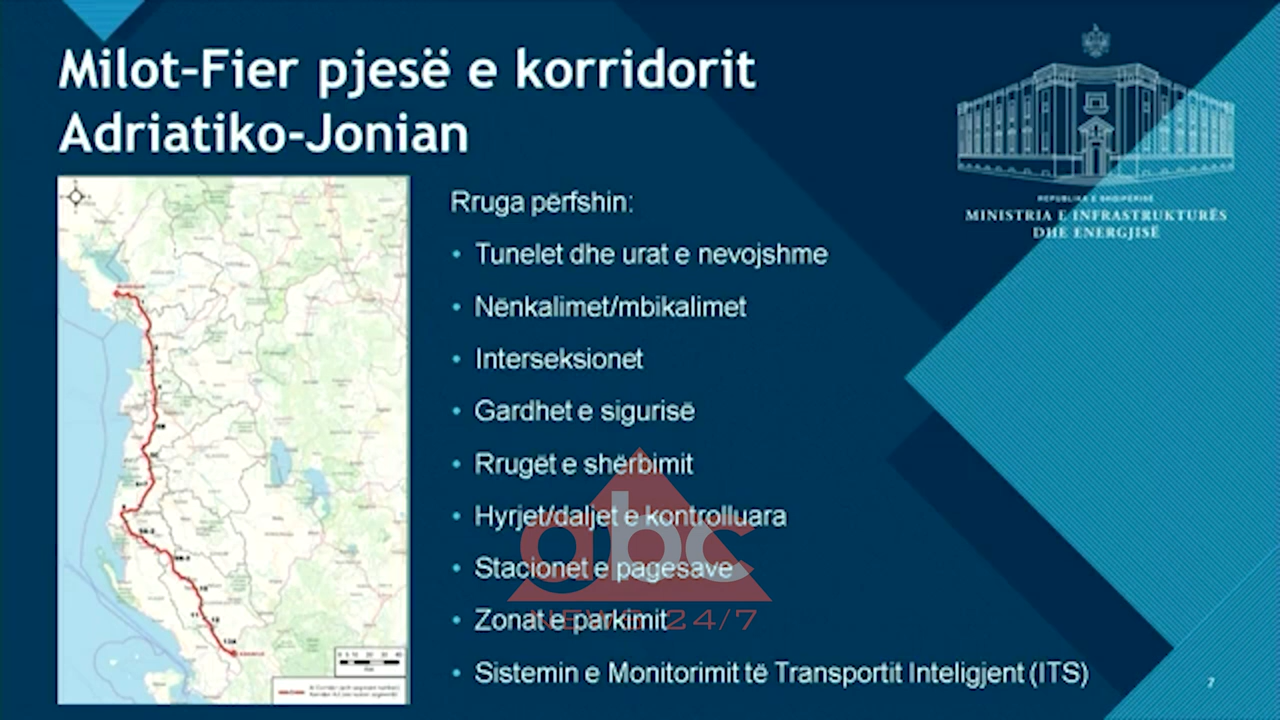 Milot-Fier pjesë e korridorit
Adriatiko-Jonian
REPUBLIKA E SHQIPËRISË
MINISTRIA E INFRASTRUKTURËS
DHE ENERGJISË
Rruga përfshin:
• Tunelet dhe urat e nevojshme
• Nënkalimet/mbikalimet
• Interseksionet
• Gardhet e sigurisë
• Rrugët e shërbimit
• Hyrjet/daljet e kontrolluara
• Stacionet e pagesave
• Zonat e parkimit
• Sistemin e Monitorimit të Transportit Inteligjent (ITS)
abc
NEWS 24/7
7